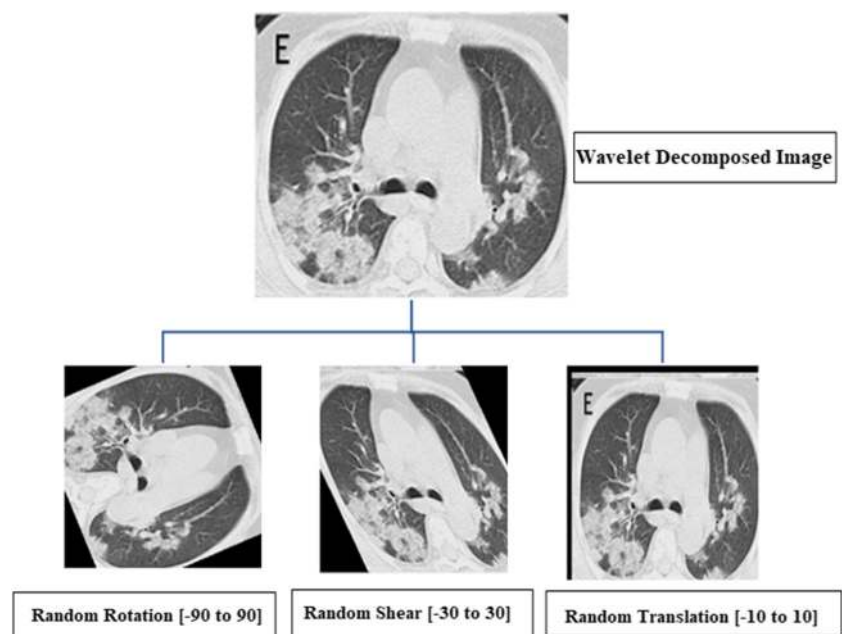 E
Wavelet Decomposed Image
E
Random Rotation [-90 to 90]
Random Shear [-30 to 30]
Random Translation [-10 to 10]